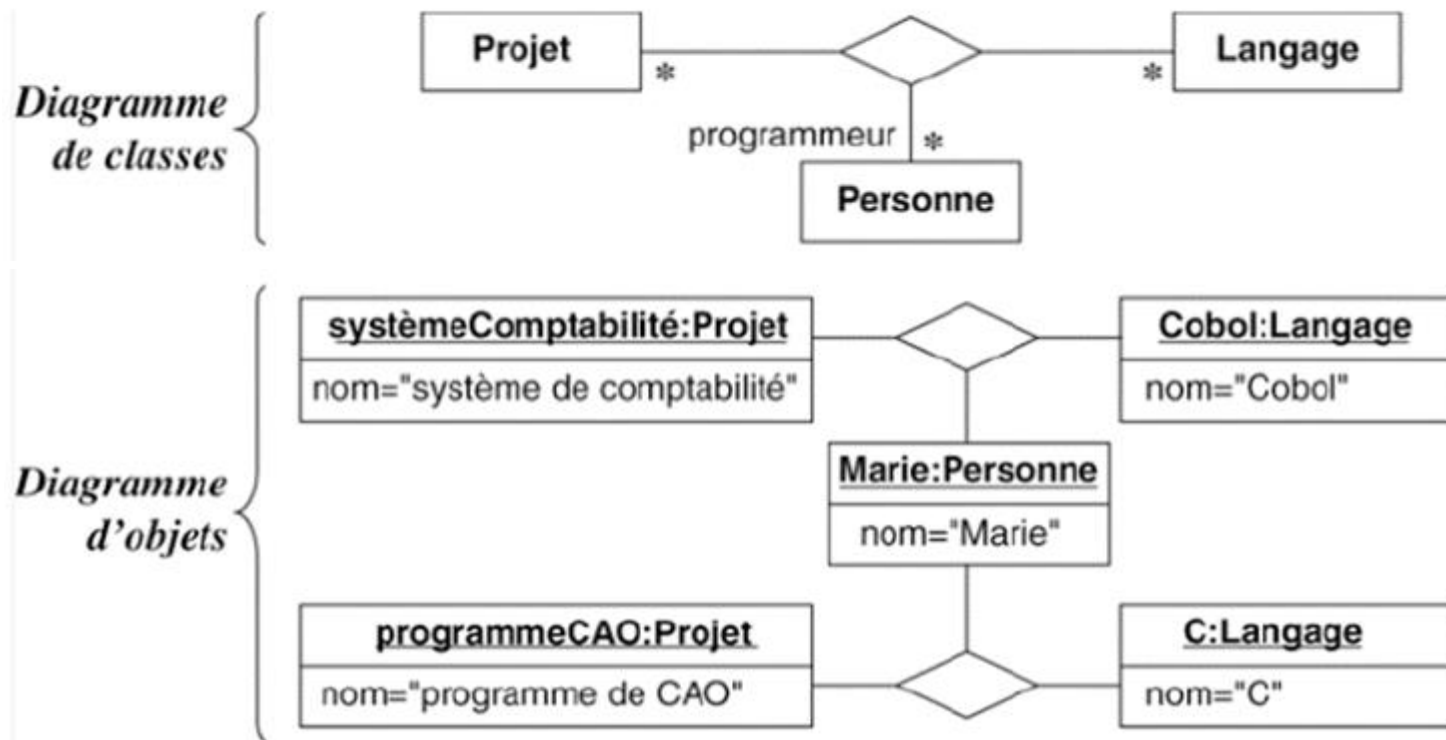 Diagramme
de classes
Projet
*
*
Langage
programmeur
*
Personne
Diagramme
d'objets
systèmeComptabilité:Projet
nom="système de comptabilité"
Cobol:Langage
nom="Cobol"
Marie:Personne
nom="Marie"
programmeCAO:Projet
nom="programme de CAO"
C:Langage
nom="C"